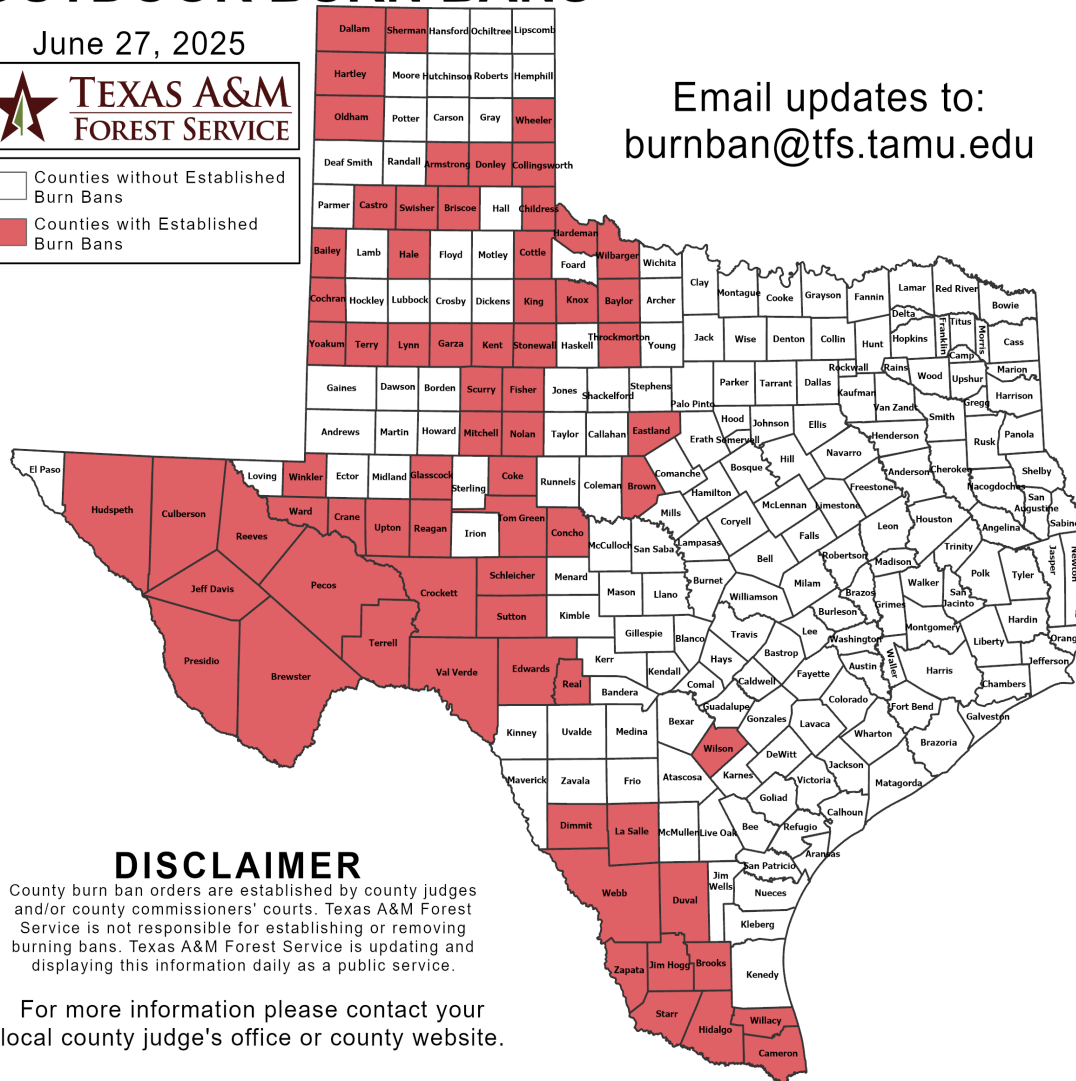 OUTDOOR BURN BANS
June 27, 2025
TEXAS A&M
FOREST SERVICE
Counties without Established
Burn Bans
Counties with Established
Burn Bans
Email updates to:
burnban@tfs.tamu.edu
Dallam Sherman Hansford Ochiltree Lipscomb
Hartley Moore Hutchinson Roberts Hemphill
Oldham Potter Carson Gray Wheeler
Deaf Smith Randall Armstrong Donley Collingsworth
Parmer Castro Swisher Briscoe Hall Childress
Hardeman
Bailey Lamb Hale Floyd Motley Cottle Foard Wilbarger Wichita
Clay Montague Cooke Grayson Fannin Lamar Red River Bowie
Cochran Hockley Lubbock Crosby Dickens King Knox Baylor Archer
Delta Franklin Titus Morris
Yoakum Terry Lynn Garza Kent Stonewall Haskell Throckmorton Young Jack Wise Denton Collin Hunt Hopkins Camp Cass
Gaines Dawson Borden Scurry Fisher Jones Shackelford Stephens Palo Pinto Parker Tarrant Dallas Rockwall Kaufman Rains Wood Upshur Marion
Van Zandt Gregg Harrison
Andrews Martin Howard Mitchell Nolan Taylor Callahan Eastland Erath Hood Somervell Johnson Ellis Henderson Smith Rusk Panola
El Paso Loving Winkler Ector Midland Glasscock Sterling Coke Runnels Coleman Brown Comanche Bosque Hill Navarro Anderson Cherokee Shelby
Hudspeth Culberson Reeves Ward Crane Upton Reagan Irion Tom Green Concho Mills Hamilton McLennan Limestone Freestone Nacogdoches San Augustine Sabine
McCulloch San Saba Lampasas Coryell Falls Leon Houston Angelina
Jeff Davis Pecos Crockett Schleicher Menard Mason Llano Burnet Bell Milam Robertson Madison Trinity Polk Tyler Jasper Newton
Terrell Sutton Kimble Gillespie Blanco Williamson Burleson Brazos Grimes Walker San Jacinto Hardin
Presidio Brewster Val Verde Edwards Real Kerr Kendall Bandera Travis Hays Comal Bastrop Lee Washington Montgomery Liberty Orange
Caldwell Fayette Austin Waller Harris Chambers Jefferson
Kinney Uvalde Medina Bexar Guadalupe Gonzales Colorado Fort Bend Galveston
Wilson Lavaca Wharton Brazoria
Maverick Zavala Frio Atascosa Karnes DeWitt Jackson Victoria Matagorda
Dimmit La Salle McMullen Live Oak Bee Goliad Refugio Calhoun Aransas
Webb Duval Jim Wells San Patricio Nueces
Kleberg
Zapata Jim Hogg Brooks Kenedy
Starr Hidalgo Willacy
Cameron
DISCLAIMER
County burn ban orders are established by county judges
and/or county commissioners' courts. Texas A&M Forest
Service is not responsible for establishing or removing
burning bans. Texas A&M Forest Service is updating and
displaying this information daily as a public service.
For more information please contact your
local county judge's office or county website.